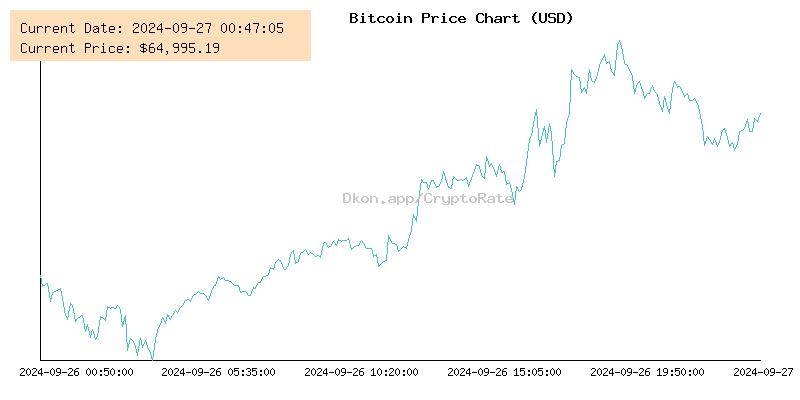 Bitcoin Price Chart (USD)
Current Date: 2024-09-27 00:47:05
Current Price: $64,995.19
Dkon.app/CryptoRate
2024-09-26 00:50:00
2024-09-26 05:35:00
2024-09-26 10:20:00
2024-09-26 15:05:00
2024-09-26 19:50:00
2024-09-27